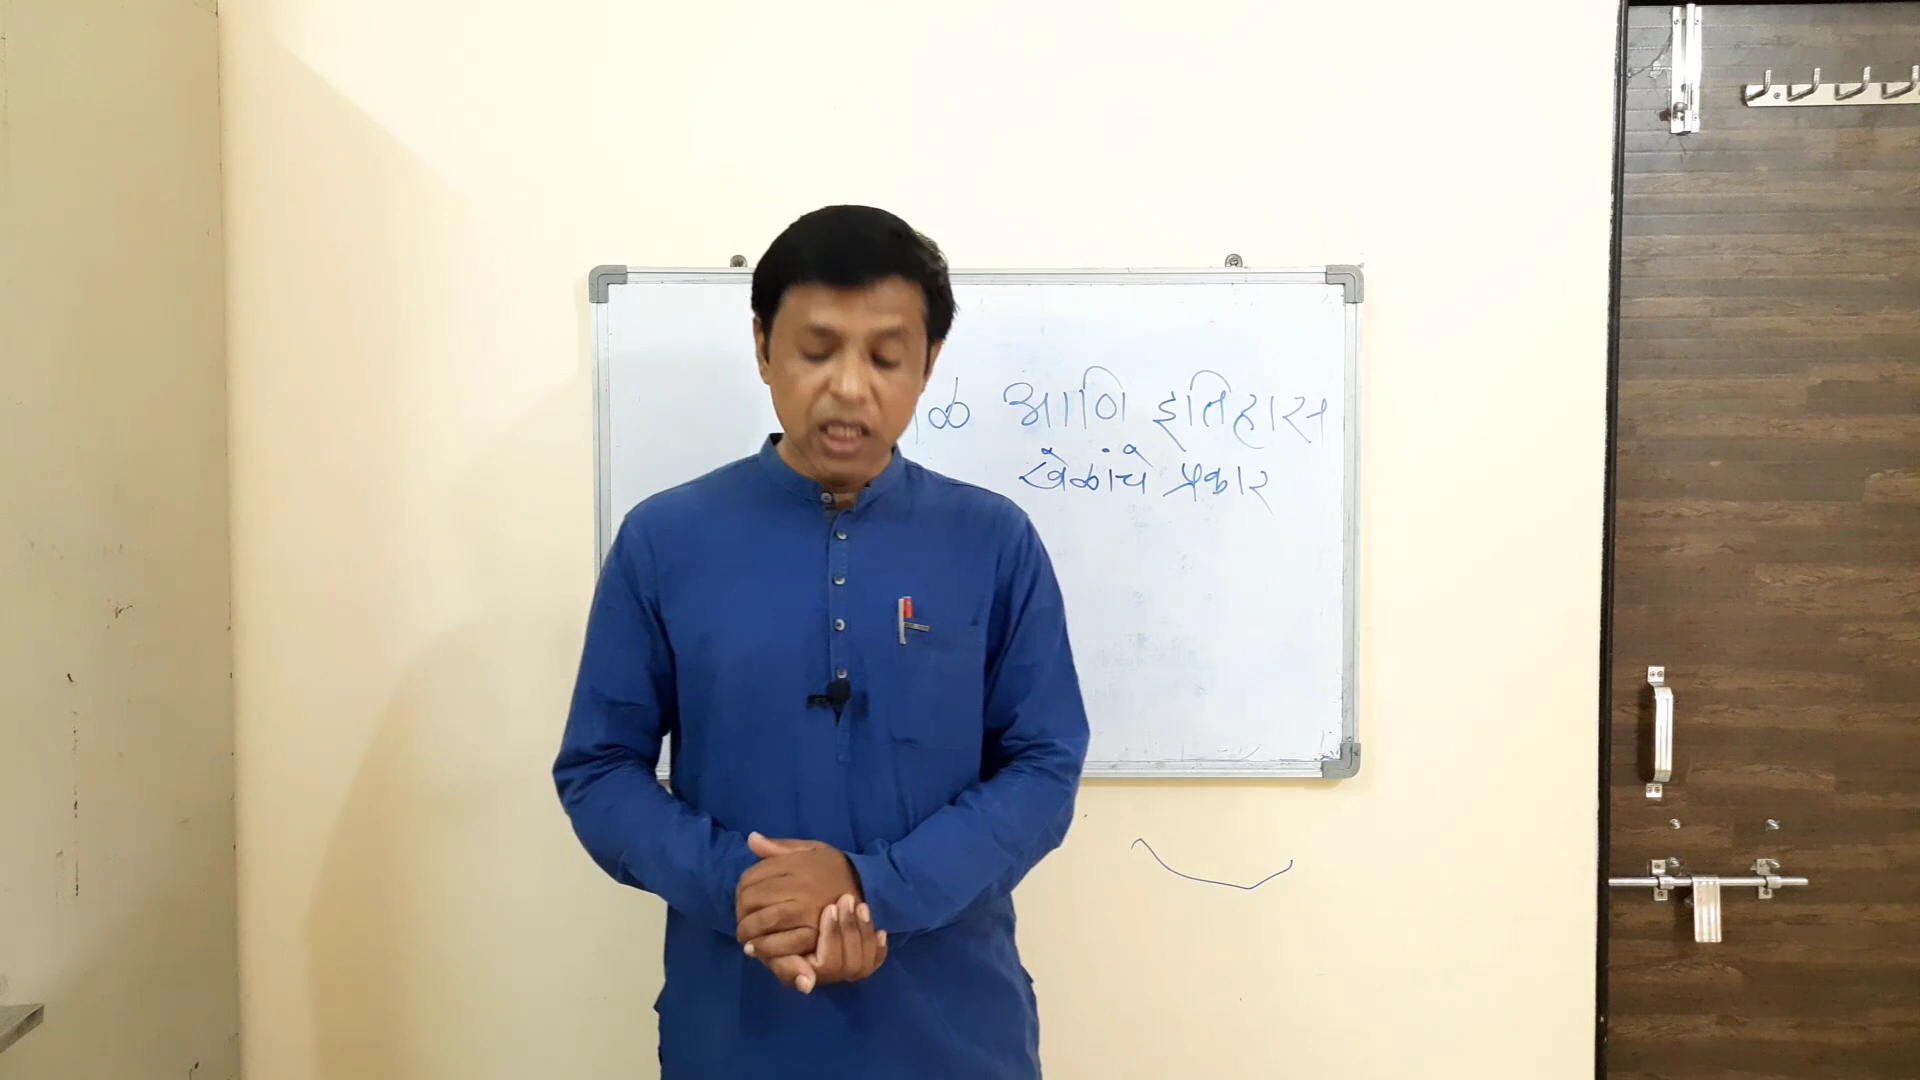 ळ आणि इतिहास
खेळांचे प्रकार